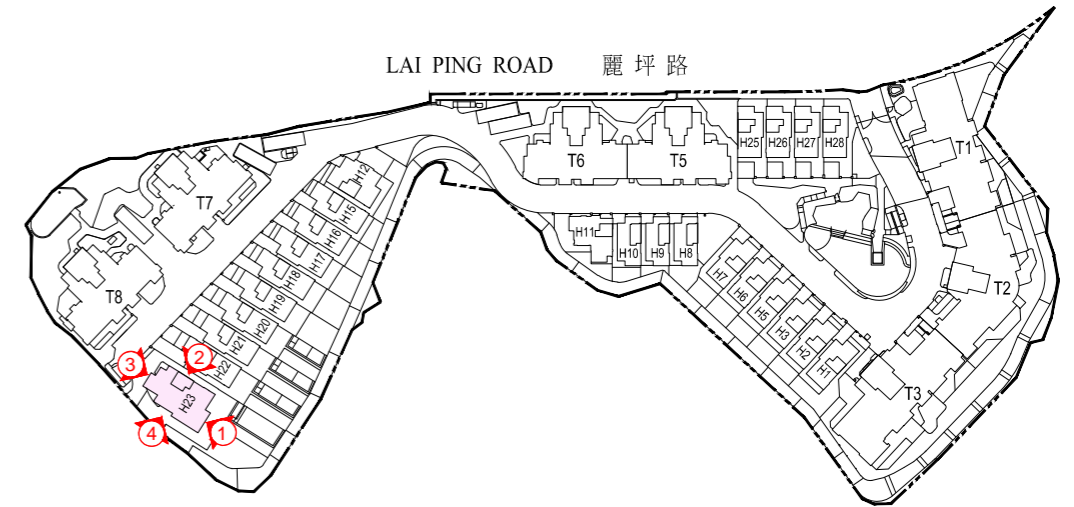 LAI PING ROAD 麗坪路
T1
T6
T5
H25
H26
H27
H28
T7
H12
H15
H16
H17
H18
H19
H20
H21
H22
H23
H11
H10
H9
H8
H7
H6
H5
H3
H2
H1
T2
T3
T8
3
2
4
1